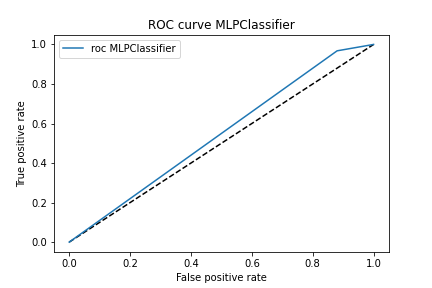 ROC curve MLPClassifier
roc MLPClassifier
True positive rate
1.0
0.8
0.6
0.4
0.2
0.0
0.0 0.2 0.4 0.6 0.8 1.0
False positive rate